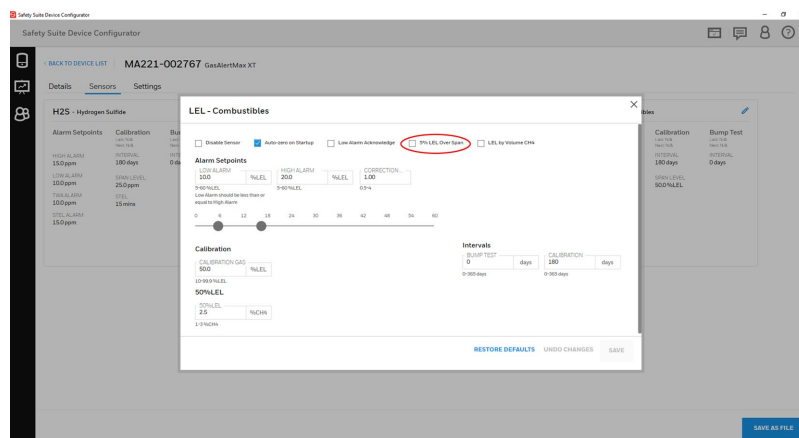 Safety Suite Device Configurator
Safety Suite Device Configurator
BACK TO DEVICE LIST
MA221-002767 GasAlertMax XT
Details Sensors Settings
H2S - Hydrogen Sulfide
Alarm Setpoints Calibration
HIGH ALARM
15.0 ppm
LOW ALARM
10.0 ppm
TWA ALARM
10.0 ppm
STEL ALARM
15.0 ppm
Last: N/A
Next: N/A
INTERVAL
180 days
SPAN LEVEL
25.0 ppm
STEL
15 mins
LEL - Combustibles
Disable Sensor Auto-zero on Startup Low Alarm Acknowledge 5% LEL Over Span LEL by Volume CH4
Alarm Setpoints
LOW ALARM HIGH ALARM CORRECTION...
10.0 %LEL 20.0 %LEL 1.00
5-60 %LEL 5-60 %LEL 0.5-4
Low Alarm should be less than or
equal to High Alarm
0 6 12 18 24 30 36 42 48 54 60
Calibration
CALIBRATION GAS
50.0 %LEL
10-99.9 %LEL
50%LEL
50%LEL
2.5 %CH4
1-3 %CH4
Intervals
BUMP TEST CALIBRATION
0 days 180 days
0-365 days 0-365 days
RESTORE DEFAULTS UNDO CHANGES SAVE
Calibration Bump Test
Last: N/A Last: N/A
Next: N/A Next: N/A
INTERVAL INTERVAL
180 days 0 days
SPAN LEVEL
50.0 %LEL
SAVE AS FILE